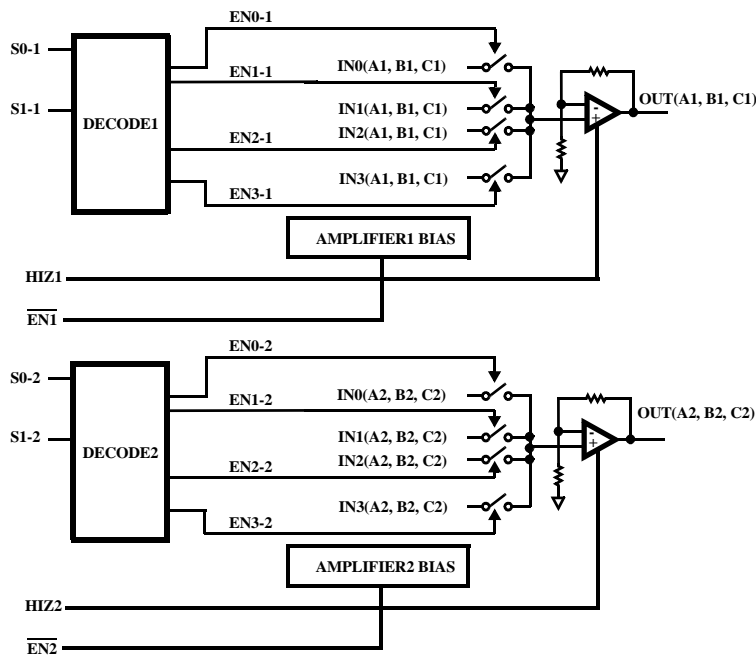 EN0-1
S0-1
EN1-1
IN0(A1, B1, C1)
OUT(A1, B1, C1)
S1-1
IN1(A1, B1, C1)
DECODE1
EN2-1
IN2(A1, B1, C1)
-
+
EN3-1
IN3(A1, B1, C1)
AMPLIFIER1 BIAS
HIZ1
EN1
EN0-2
S0-2
EN1-2
IN0(A2, B2, C2)
OUT(A2, B2, C2)
S1-2
IN1(A2, B2, C2)
DECODE2
EN2-2
IN2(A2, B2, C2)
-
+
EN3-2
IN3(A2, B2, C2)
AMPLIFIER2 BIAS
HIZ2
EN2